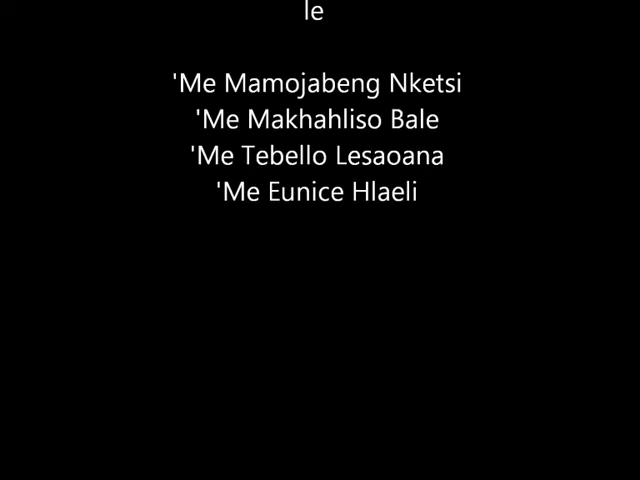 le
'Me Mamojabeng Nketsi
'Me Makhahliso Bale
'Me Tebello Lesaoana
'Me Eunice Hlaeli